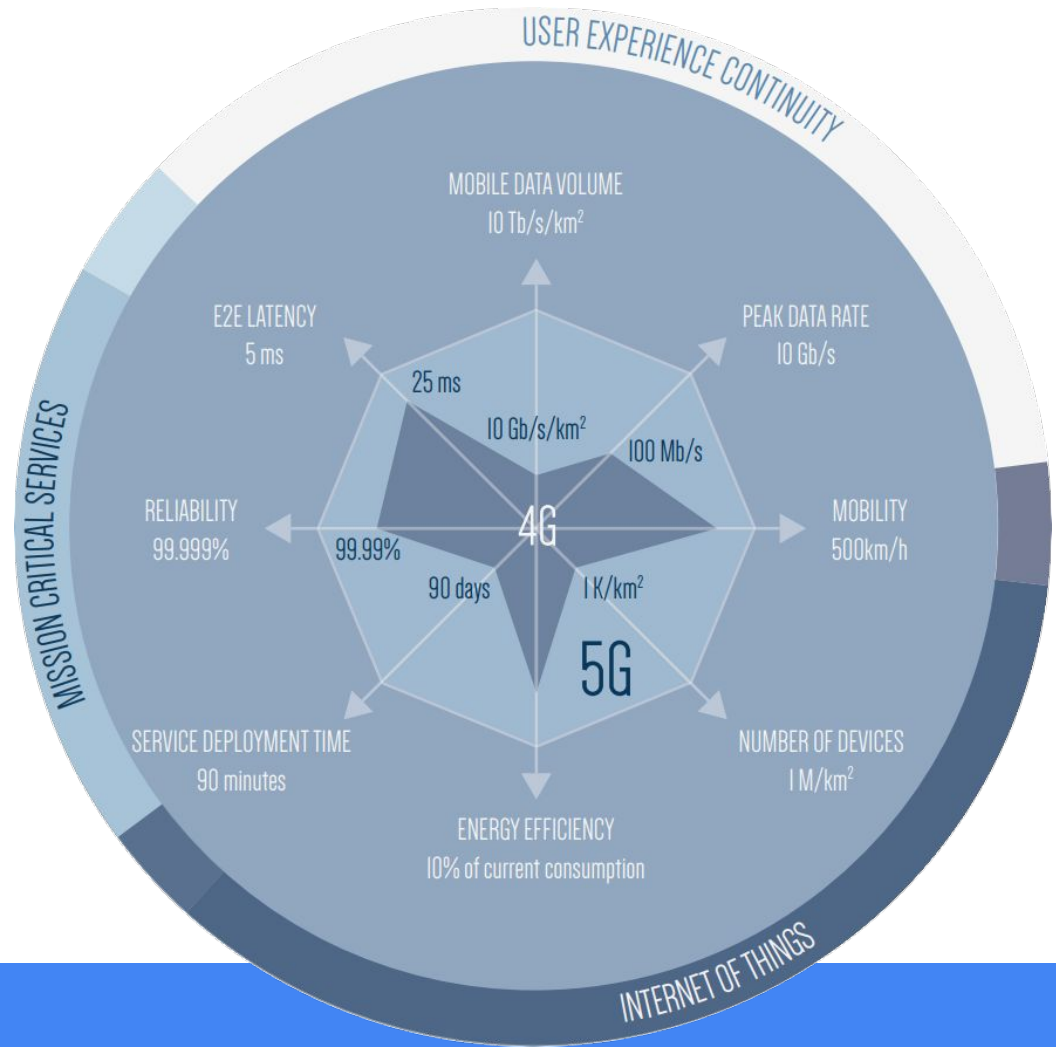 USER EXPERIENCE CONTINUITY
MOBILE DATA VOLUME
10 Tb/s/km²
E2E LATENCY
5 ms
PEAK DATA RATE
10 Gb/s
25 ms
10 Gb/s/km²
100 Mb/s
MISSION CRITICAL SERVICES
RELIABILITY
99.999%
99.99%
4G
MOBILITY
500km/h
90 days
1 K/km²
5G
SERVICE DEPLOYMENT TIME
90 minutes
NUMBER OF DEVICES
1 M/km²
ENERGY EFFICIENCY
10% of current consumption
INTERNET OF THINGS